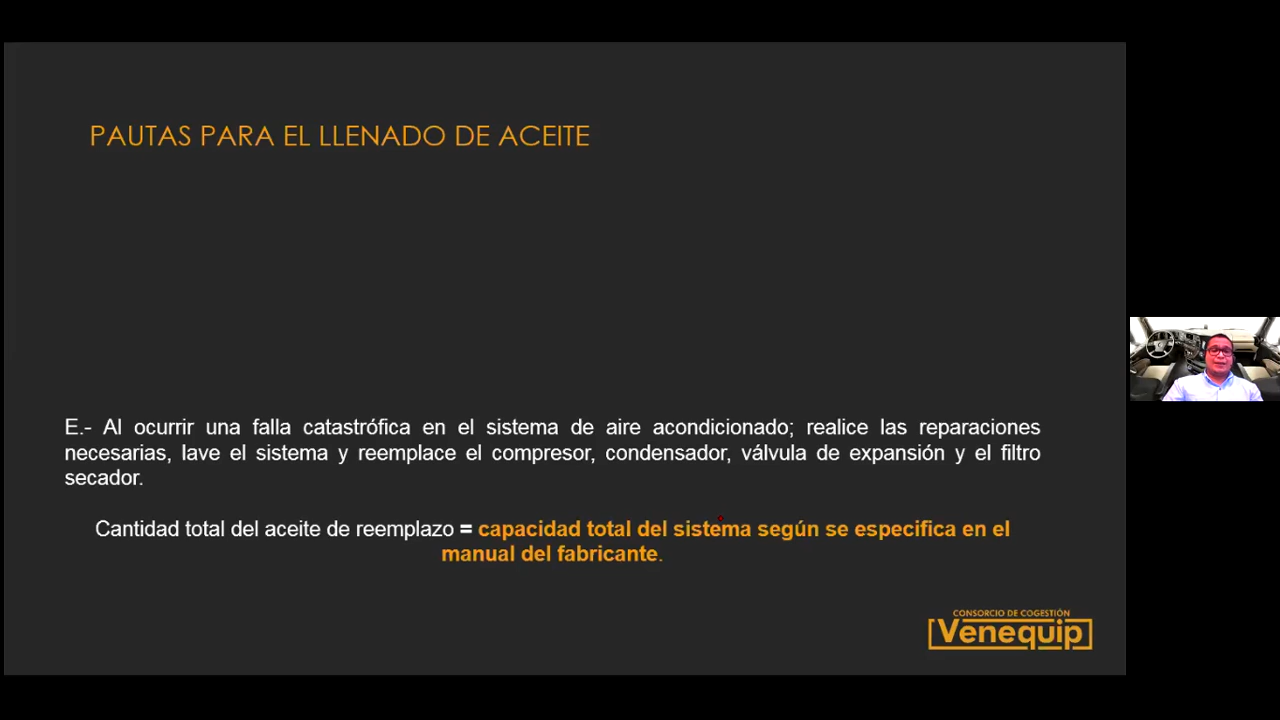 PAUTAS PARA EL LLENADO DE ACEITE
E.- Al ocurrir una falla catastrófica en el sistema de aire acondicionado; realice las reparaciones
necesarias, lave el sistema y reemplace el compresor, condensador, válvula de expansión y el filtro
secador.
Cantidad total del aceite de reemplazo = capacidad total del sistema según se especifica en el
manual del fabricante.
CONSORCIO DE COGESTIÓN
Venequip